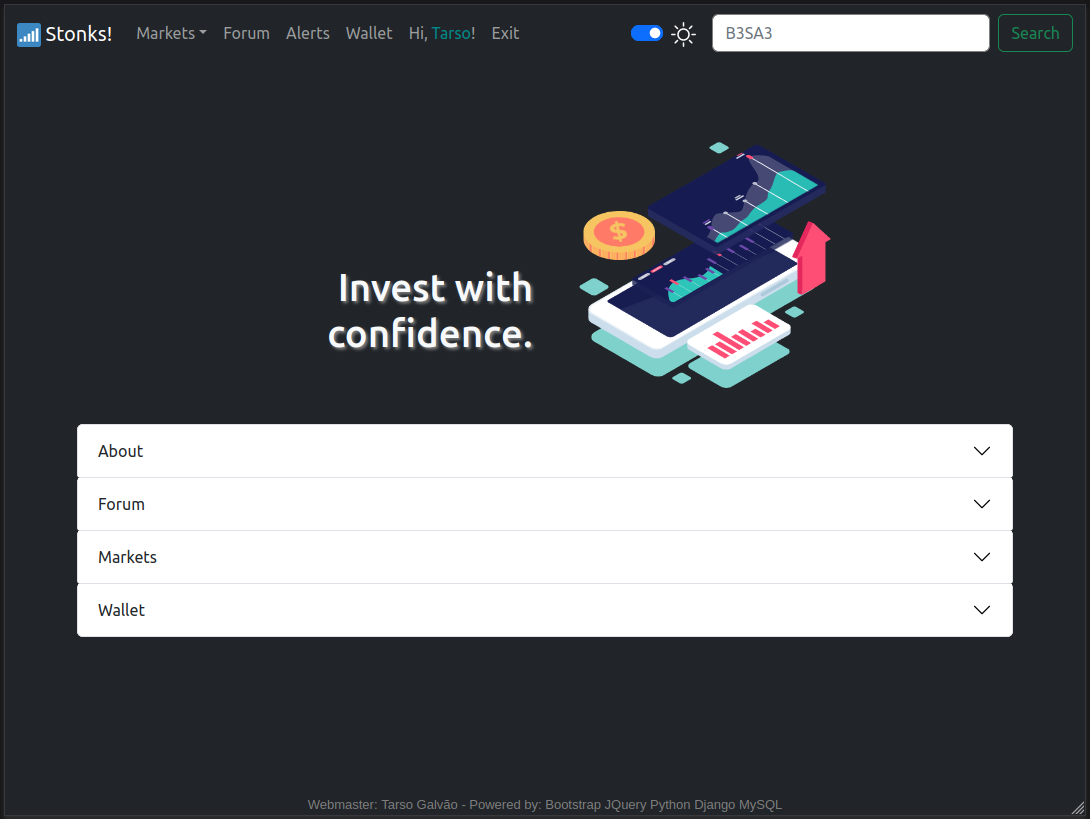 Stonks! Markets Forum Alerts Wallet Hi, Tarso! Exit B3SA3 Search
$
Invest with
confidence.
About
Forum
Markets
Wallet
Webmaster: Tarso Galvão - Powered by: Bootstrap JQuery Python Django MySQL